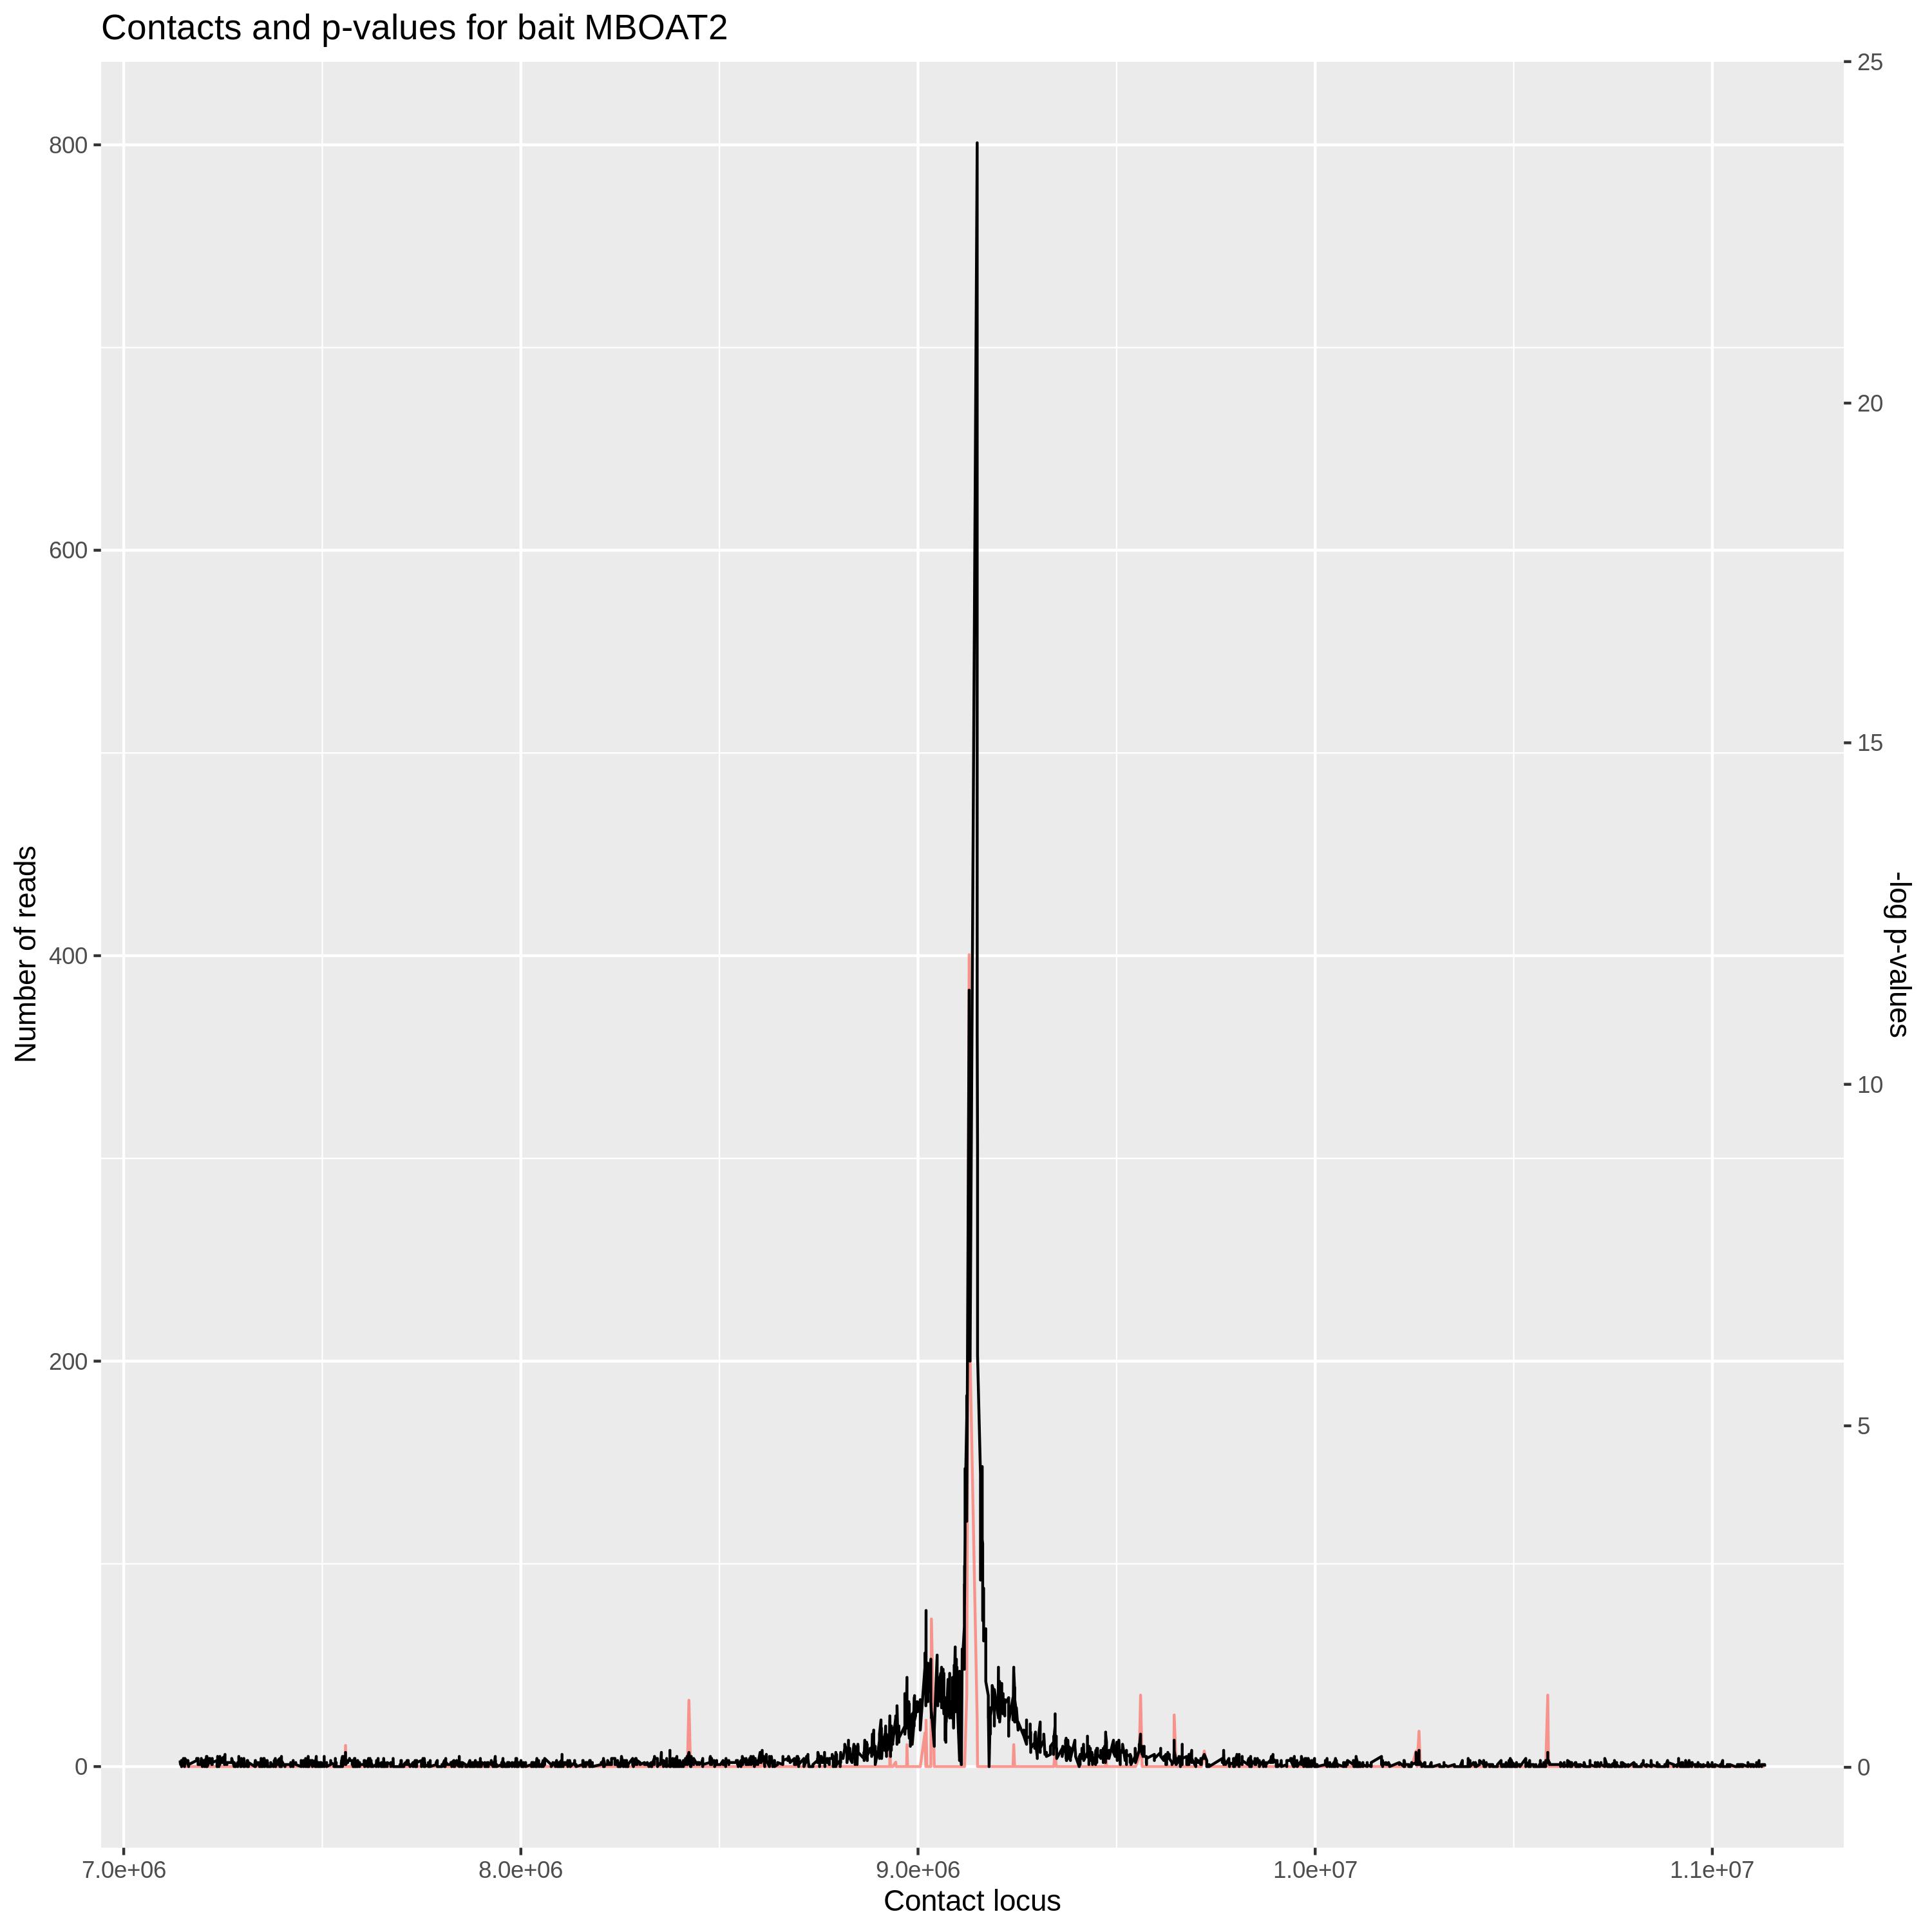 Contacts and p-values for bait MBOAT2
25
800
20
600
15
Number of reads
-log p-values
400
10
200
5
0
0
7.0e+06
8.0e+06
9.0e+06
1.0e+07
1.1e+07
Contact locus